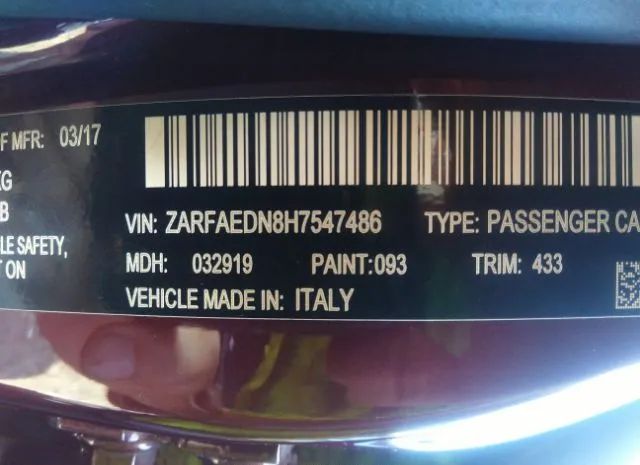 F MFR: 03/17
KG
B
LE SAFETY,
T ON
VIN: ZARFAEDN8H7547486 TYPE: PASSENGER CA
MDH: 032919 PAINT:093 TRIM: 433
VEHICLE MADE IN: ITALY